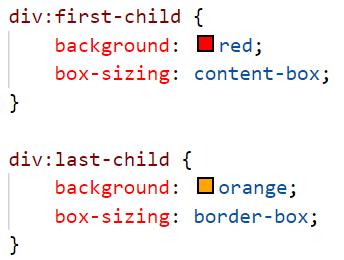 div:first-child {
    background: red;
    box-sizing: content-box;
}

div:last-child {
    background: orange;
    box-sizing: border-box;
}